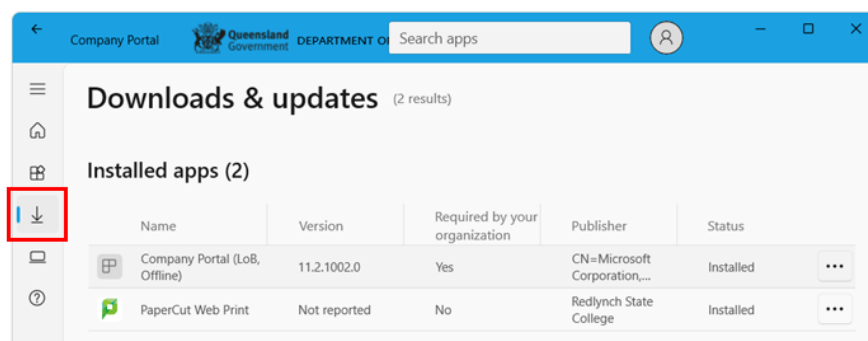 Company Portal
Queensland
Government
DEPARTMENT O
Search apps
Downloads & updates (2 results)
Installed apps (2)
Name Version Required by your organization Publisher Status
Company Portal (LoB, Offline) 11.2.1002.0 Yes CN=Microsoft Corporation,... Installed
PaperCut Web Print Not reported No Redlynch State College Installed